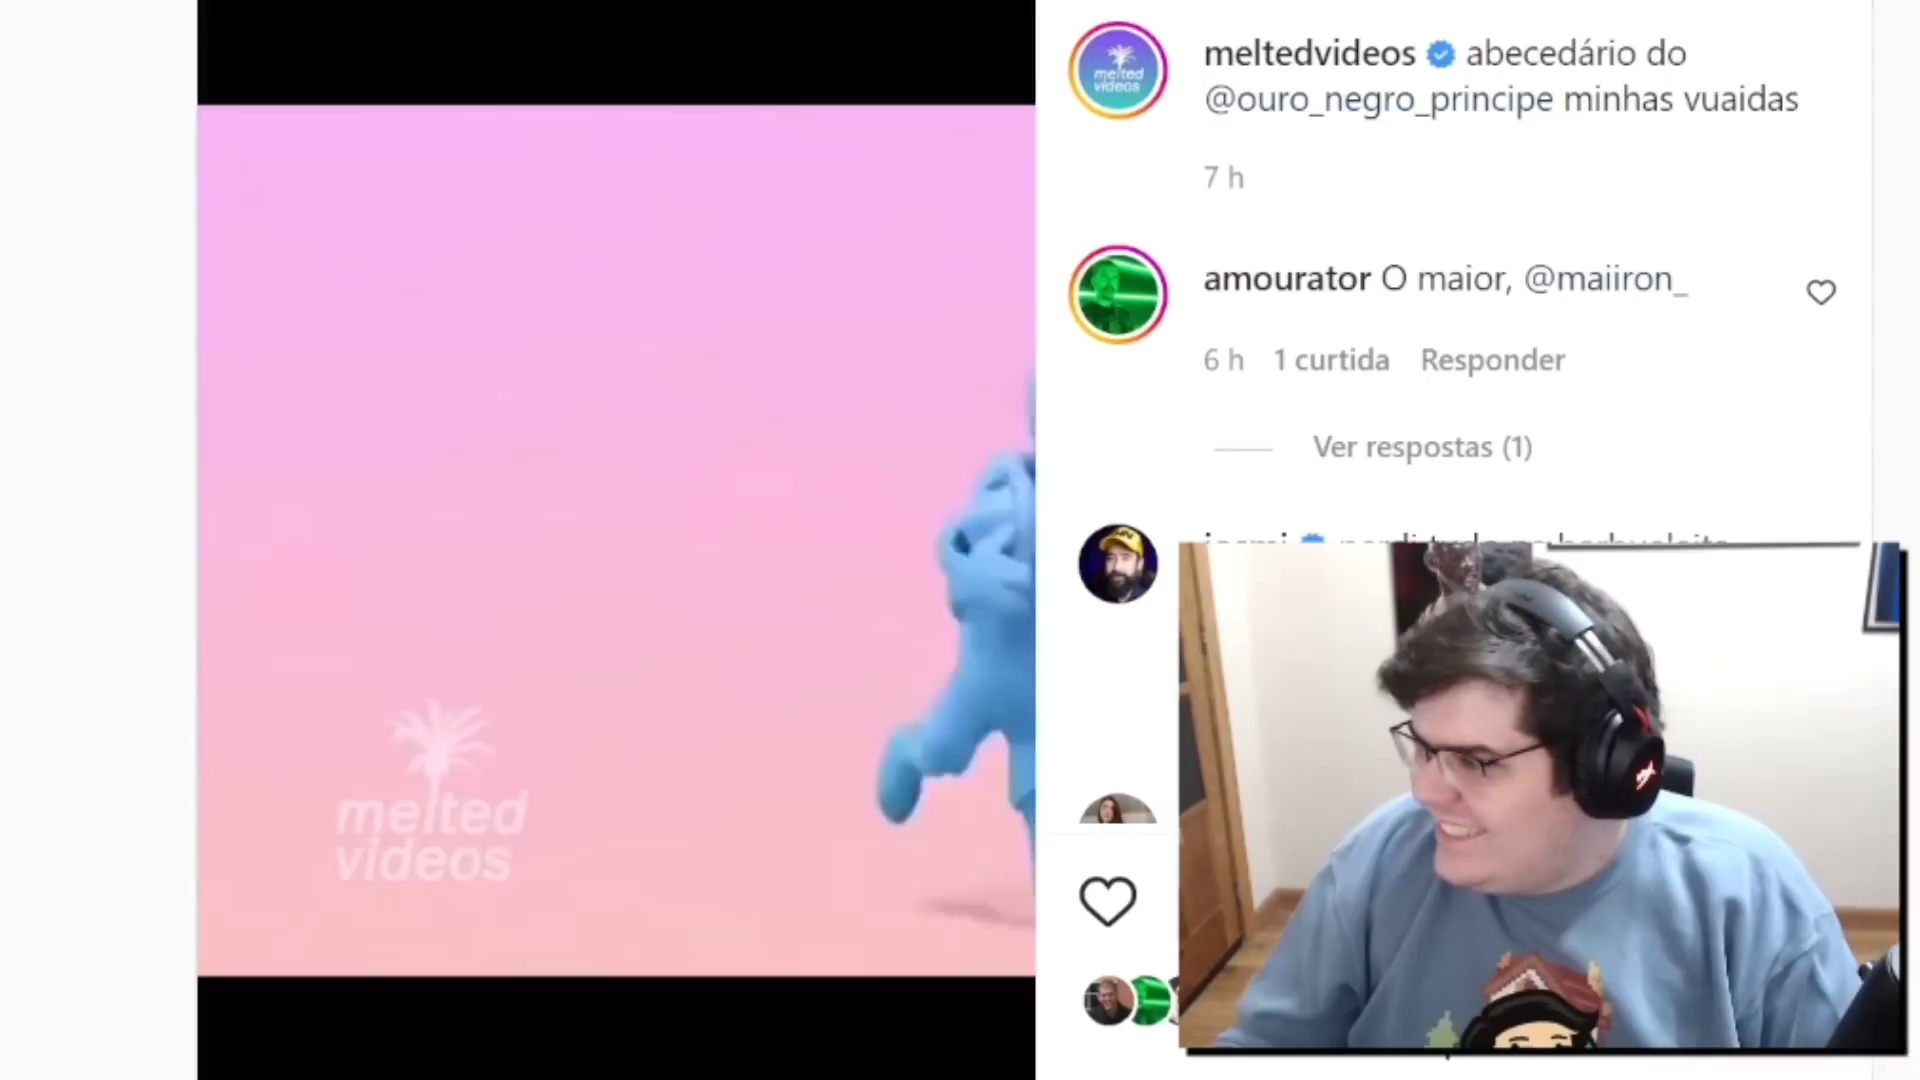 meltedvideos abecedário do
@ouro_negro_principe minhas vuaidas
7 h
amourator O maior, @maiiron_
6 h 1 curtida Responder
Ver respostas (1)
melted
videos
melted
videos